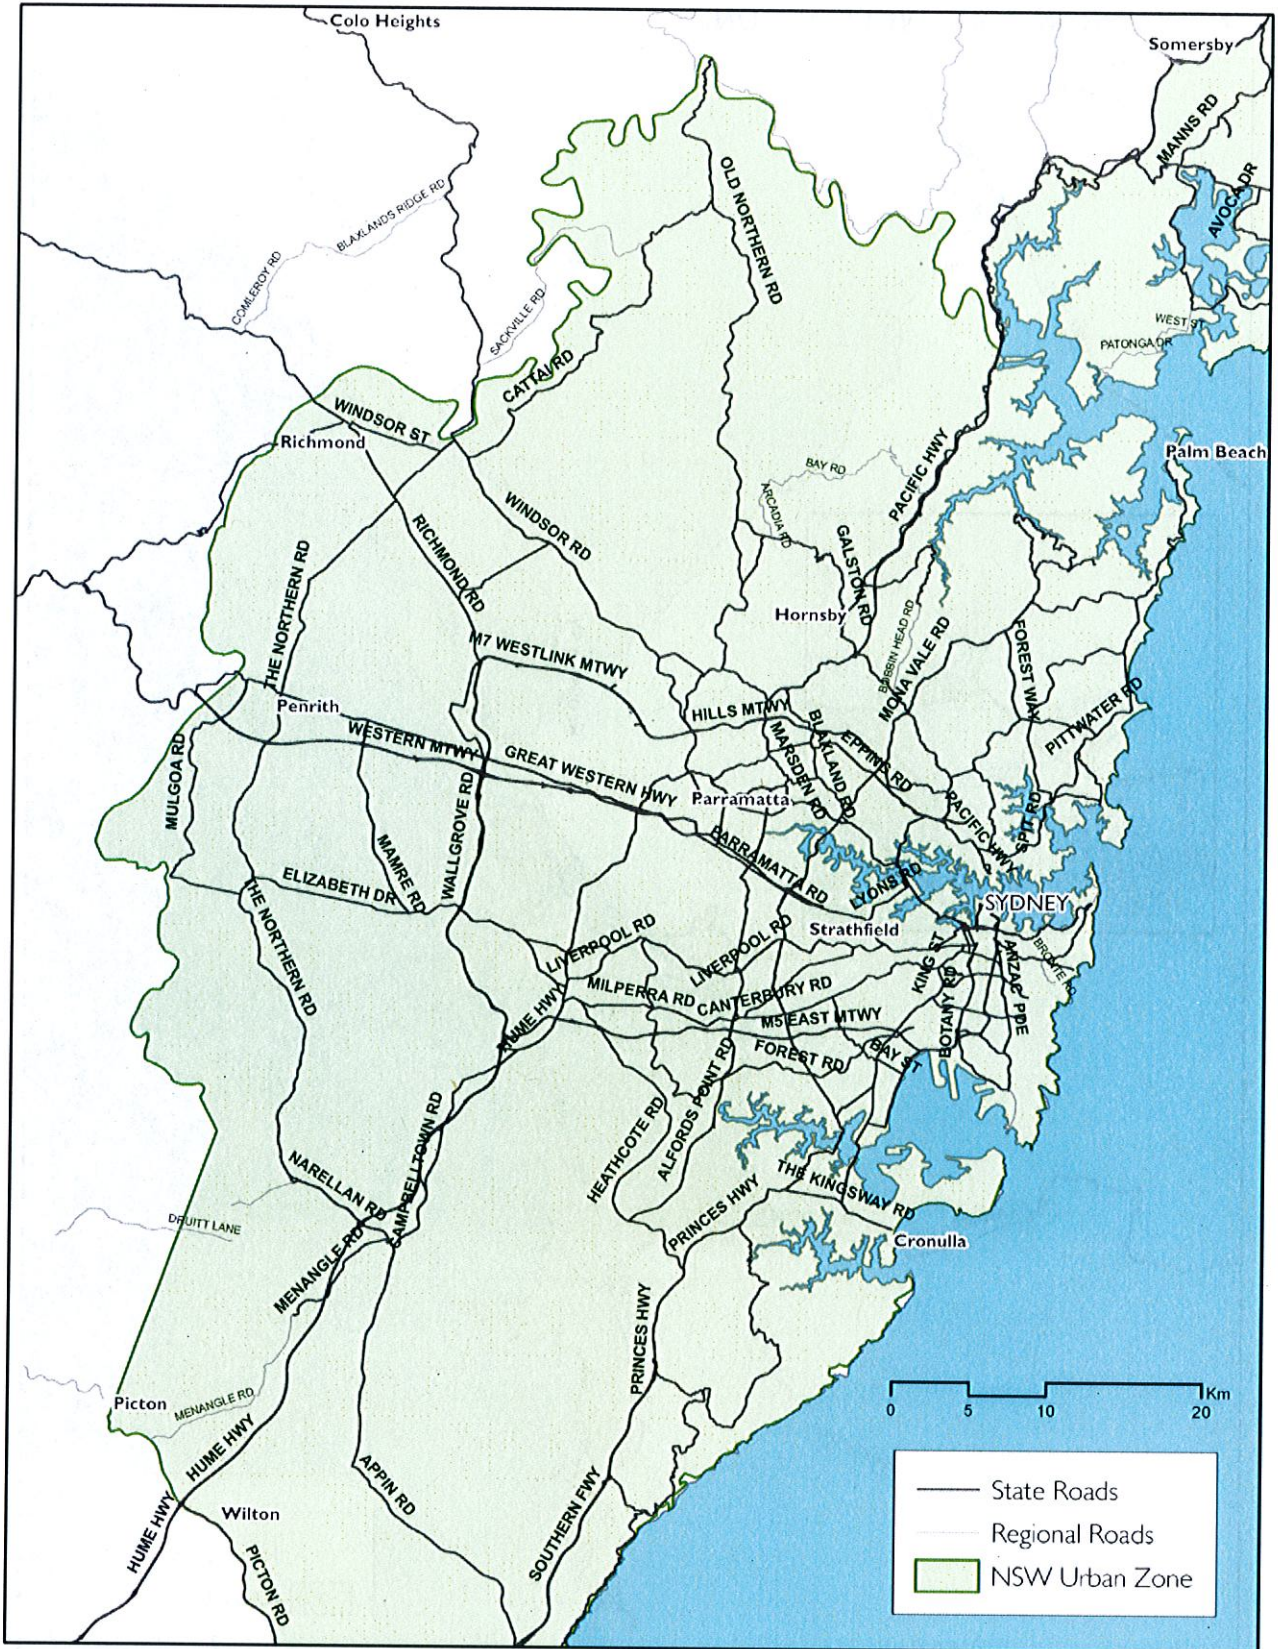 Colo Heights
Somersby
MANNS RD
AVOCA DR
OLD NORTHERN RD
BLAXLANDS RIDGE RD
COMLEROY RD
SACKVILLE RD
WEST ST
PATONGA DR
CATTAI RD
WINDSOR ST
Richmond
PACIFIC HWY
Palm Beach
BAY RD
ARCADIA RD
WINDSOR RD
RICHMOND RD
GALSTON RD
THE NORTHERN RD
Hornsby
BOBBIN HEAD RD
MONA VALE RD
FOREST WAY
M7 WESTLINK MTWY
PITTWATER RD
Penrith
HILLS MTWY
WESTERN MTWY
GREAT WESTERN HWY
MARSDEN RD
BLAXLAND RD
EPPING RD
MULGOA RD
WALLGROVE RD
Parramatta
PACIFIC HWY
SPIT RD
MAMRE RD
PARRAMATTA RD
ELIZABETH DR
LYONS RD
SYDNEY
THE NORTHERN RD
LIVERPOOL RD
LIVERPOOL RD
Strathfield
KING ST
ANZAC PDE
BRONTE RD
MILPERRA RD
CANTERBURY RD
HUME HWY
M5 EAST MTWY
BOTANY RD
FOREST RD
BAY ST
ALFORDS POINT RD
HEATHCOTE RD
CAMPBELLTOWN RD
NARELLAN RD
THE KINGSWAY RD
PRINCES HWY
DRUITT LANE
Cronulla
MENANGLE RD
PRINCES HWY
Picton
MENANGLE RD
HUME HWY
APPIN RD
Wilton
HUME HWY
PICTON RD
SOUTHERN FWY
Km
0 5 10 20
State Roads
Regional Roads
NSW Urban Zone